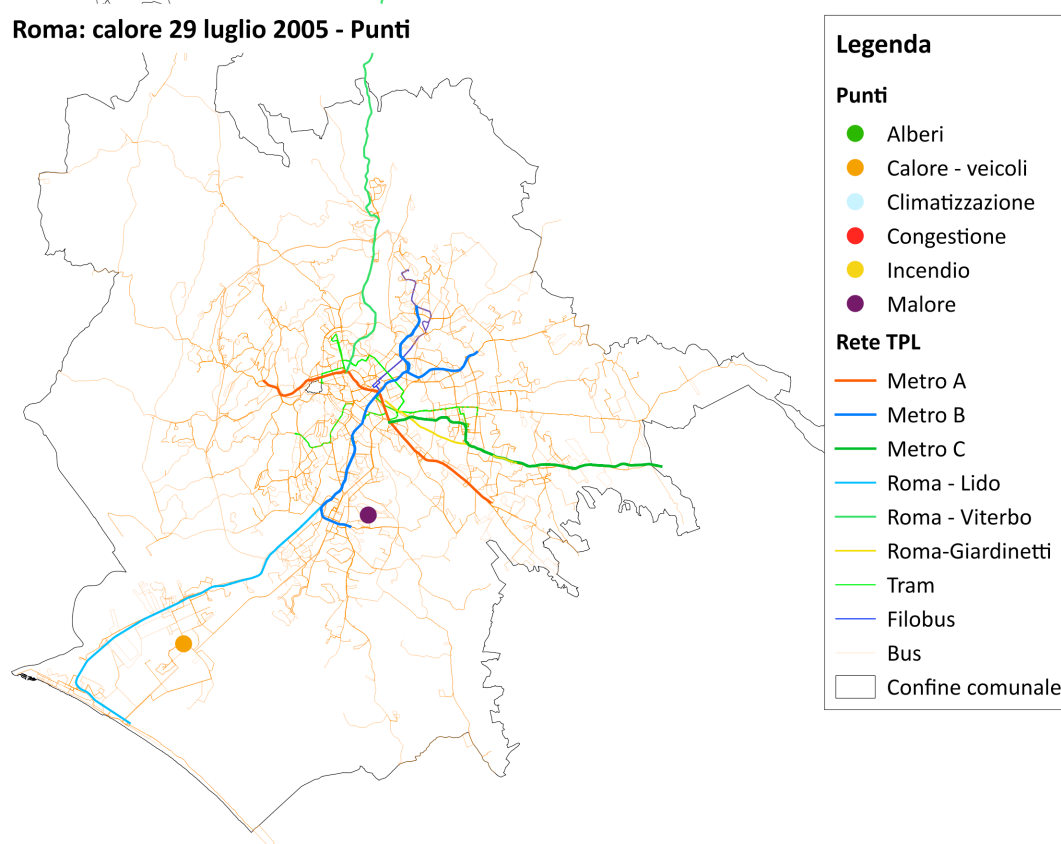 Roma: calore 29 luglio 2005 - Punti
Legenda
Punti
Alberi
Calore - veicoli
Climatizzazione
Congestione
Incendio
Malore
Rete TPL
Metro A
Metro B
Metro C
Roma - Lido
Roma - Viterbo
Roma-Giardinetti
Tram
Filobus
Bus
Confine comunale